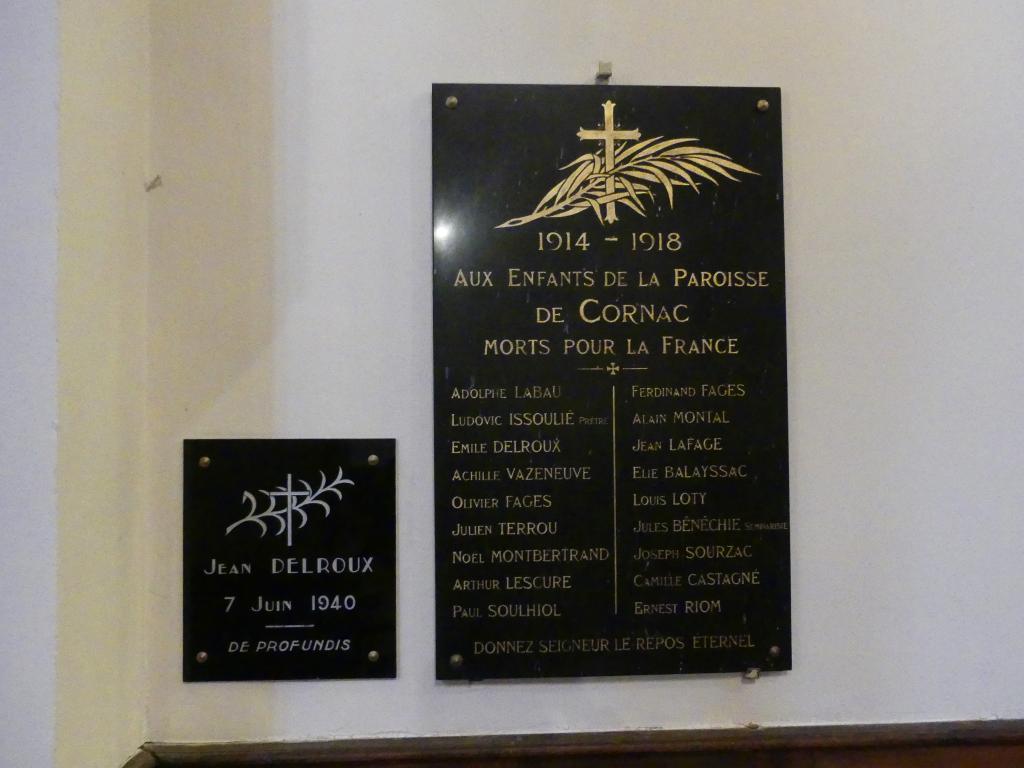 JEAN DELROUX
7 JUIN 1940
DE PROFUNDIS
1914 - 1918
AUX ENFANTS DE LA PAROISSE
DE CORNAC
MORTS POUR LA FRANCE
ADOLPHE LABAU
LUDOVIC ISSOULIÉ PRÊTRE
EMILE DELROUX
ACHILLE VAZENEUVE
OLIVIER FAGES
JULIEN TERROU
NOEL MONTBERTRAND
ARTHUR LESCURE
PAUL SOULHIOL
FERDINAND FAGES
ALAIN MONTAL
JEAN LAFAGE
ELIE BALAYSSAC
LOUIS LOTY
JULES BÉNÉCHIE SÉMINARISTE
JOSEPH SOURZAC
CAMILLE CASTAGNÉ
ERNEST RIOM
DONNEZ SEIGNEUR LE REPOS ÉTERNEL